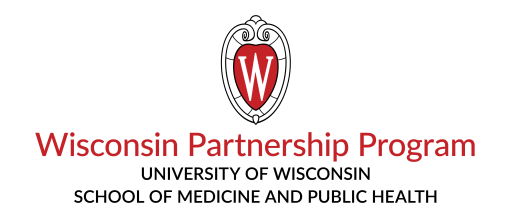 W
Wisconsin Partnership Program
UNIVERSITY OF WISCONSIN
SCHOOL OF MEDICINE AND PUBLIC HEALTH